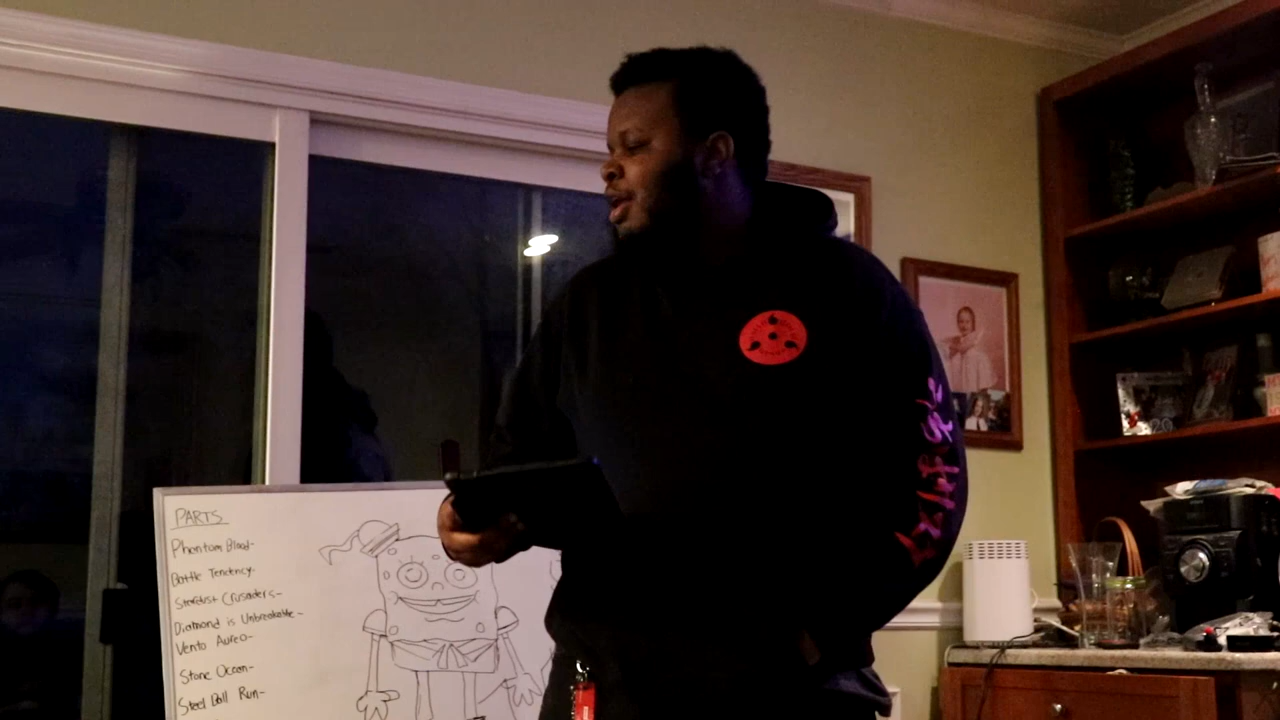 PARTS
Phantom Blood-
Battle Tendency-
Stardust Crusaders-
Diamond is Unbreakable-
Vento Aureo-
Stone Ocean-
Steel Ball Run-